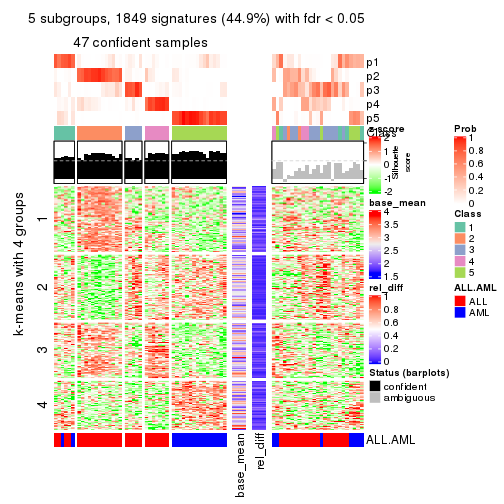 5 subgroups, 1849 signatures (44.9%) with fdr < 0.05
47 confident samples
p1
p2
p3
p4
p5
Class
z-score
2
1
0
-1
-2
Silhouette
score
k-means with 4 groups
1
2
3
4
base_mean
4
3.5
3
2.5
2
1.5
rel_diff
1
0.8
0.6
0.4
0.2
0
Status (barplots)
confident
ambiguous
Prob
1
0.8
0.6
0.4
0.2
0
Class
1
2
3
4
5
ALL.AML
ALL
AML
ALL.AML
base_mean
rel_diff